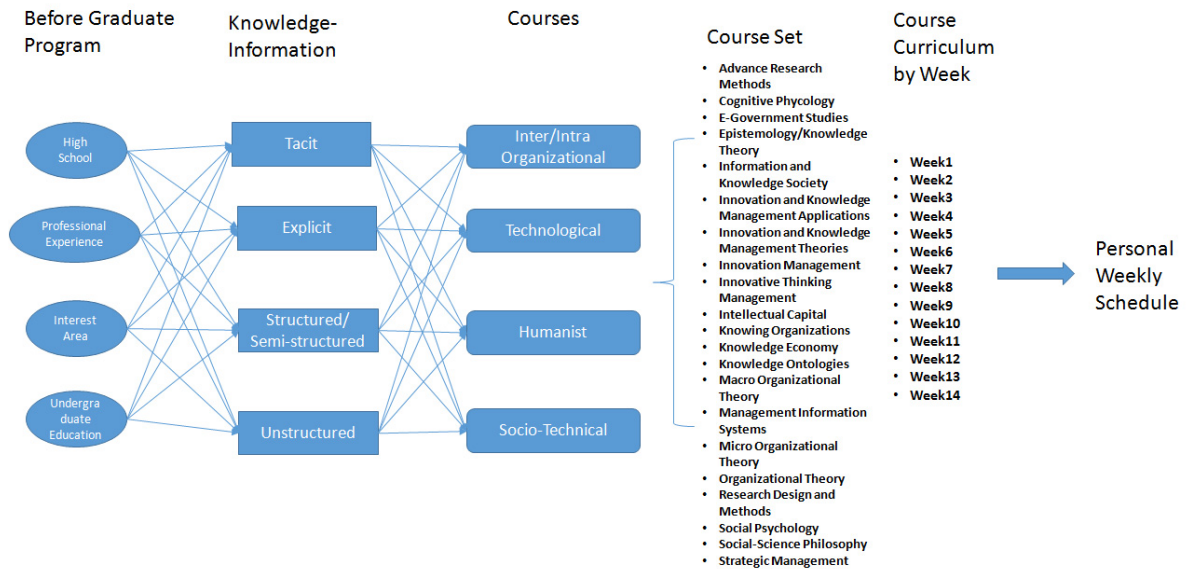 Before Graduate
Program
Knowledge-
Information
Courses
Course Set
Course
Curriculum
by Week
High
School
Professional
Experience
Interest
Area
Undergra
duate
Education
Tacit
Explicit
Structured/
Semi-structured
Unstructured
Inter/Intra
Organizational
Technological
Humanist
Socio-Technical
• Advance Research
Methods
• Cognitive Phycology
• E-Government Studies
• Epistemology/Knowledge
Theory
• Information and
Knowledge Society
• Innovation and Knowledge
Management Applications
• Innovation and Knowledge
Management Theories
• Innovation Management
• Innovative Thinking
Management
• Intellectual Capital
• Knowing Organizations
• Knowledge Economy
• Knowledge Ontologies
• Macro Organizational
Theory
• Management Information
Systems
• Micro Organizational
Theory
• Organizational Theory
• Research Design and
Methods
• Social Psychology
• Social-Science Philosophy
• Strategic Management
• Week1
• Week2
• Week3
• Week4
• Week5
• Week6
• Week7
• Week8
• Week9
• Week10
• Week11
• Week12
• Week13
• Week14
Personal
Weekly
Schedule